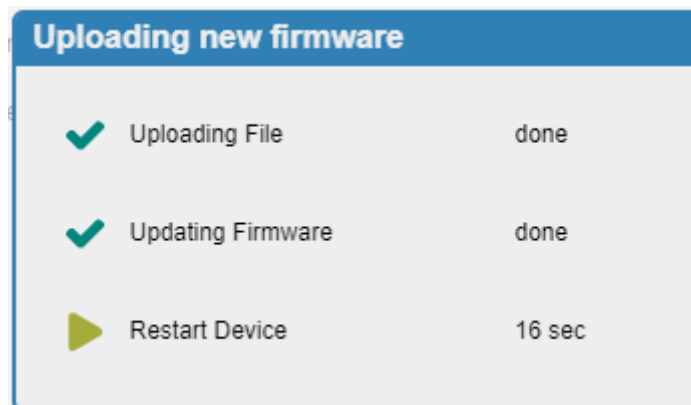 Uploading new firmware
Uploading File done
Updating Firmware done
Restart Device 16 sec